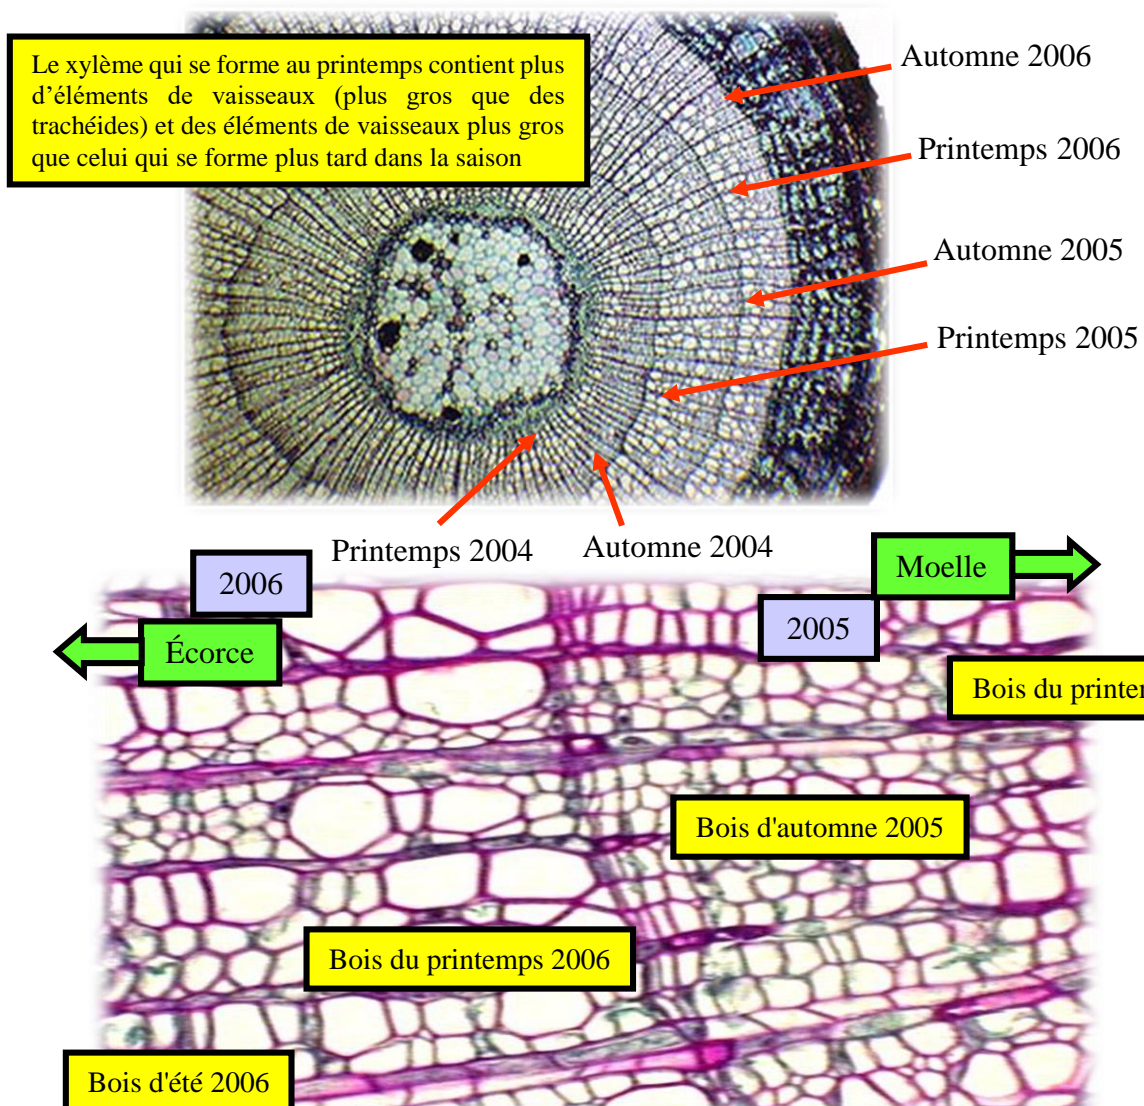 Le xylème qui se forme au printemps contient plus
d’éléments de vaisseaux (plus gros que des
trachéides) et des éléments de vaisseaux plus gros
que celui qui se forme plus tard dans la saison
Automne 2006
Printemps 2006
Automne 2005
Printemps 2005
Printemps 2004
Automne 2004
2006
Moelle
2005
Écorce
Bois du printem
Bois d'automne 2005
Bois du printemps 2006
Bois d'été 2006